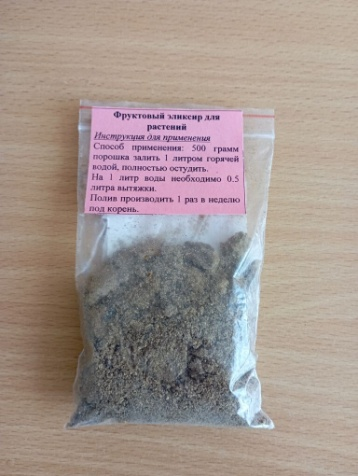 Фруктовый эликсир для
растений
Инструкция для применения
Способ применения: 500 грамм
порошка залить 1 литром горячей
водой, полностью остудить.
На 1 литр воды необходимо 0.5
литра вытяжки.
Полив производить 1 раз в неделю
под корень.